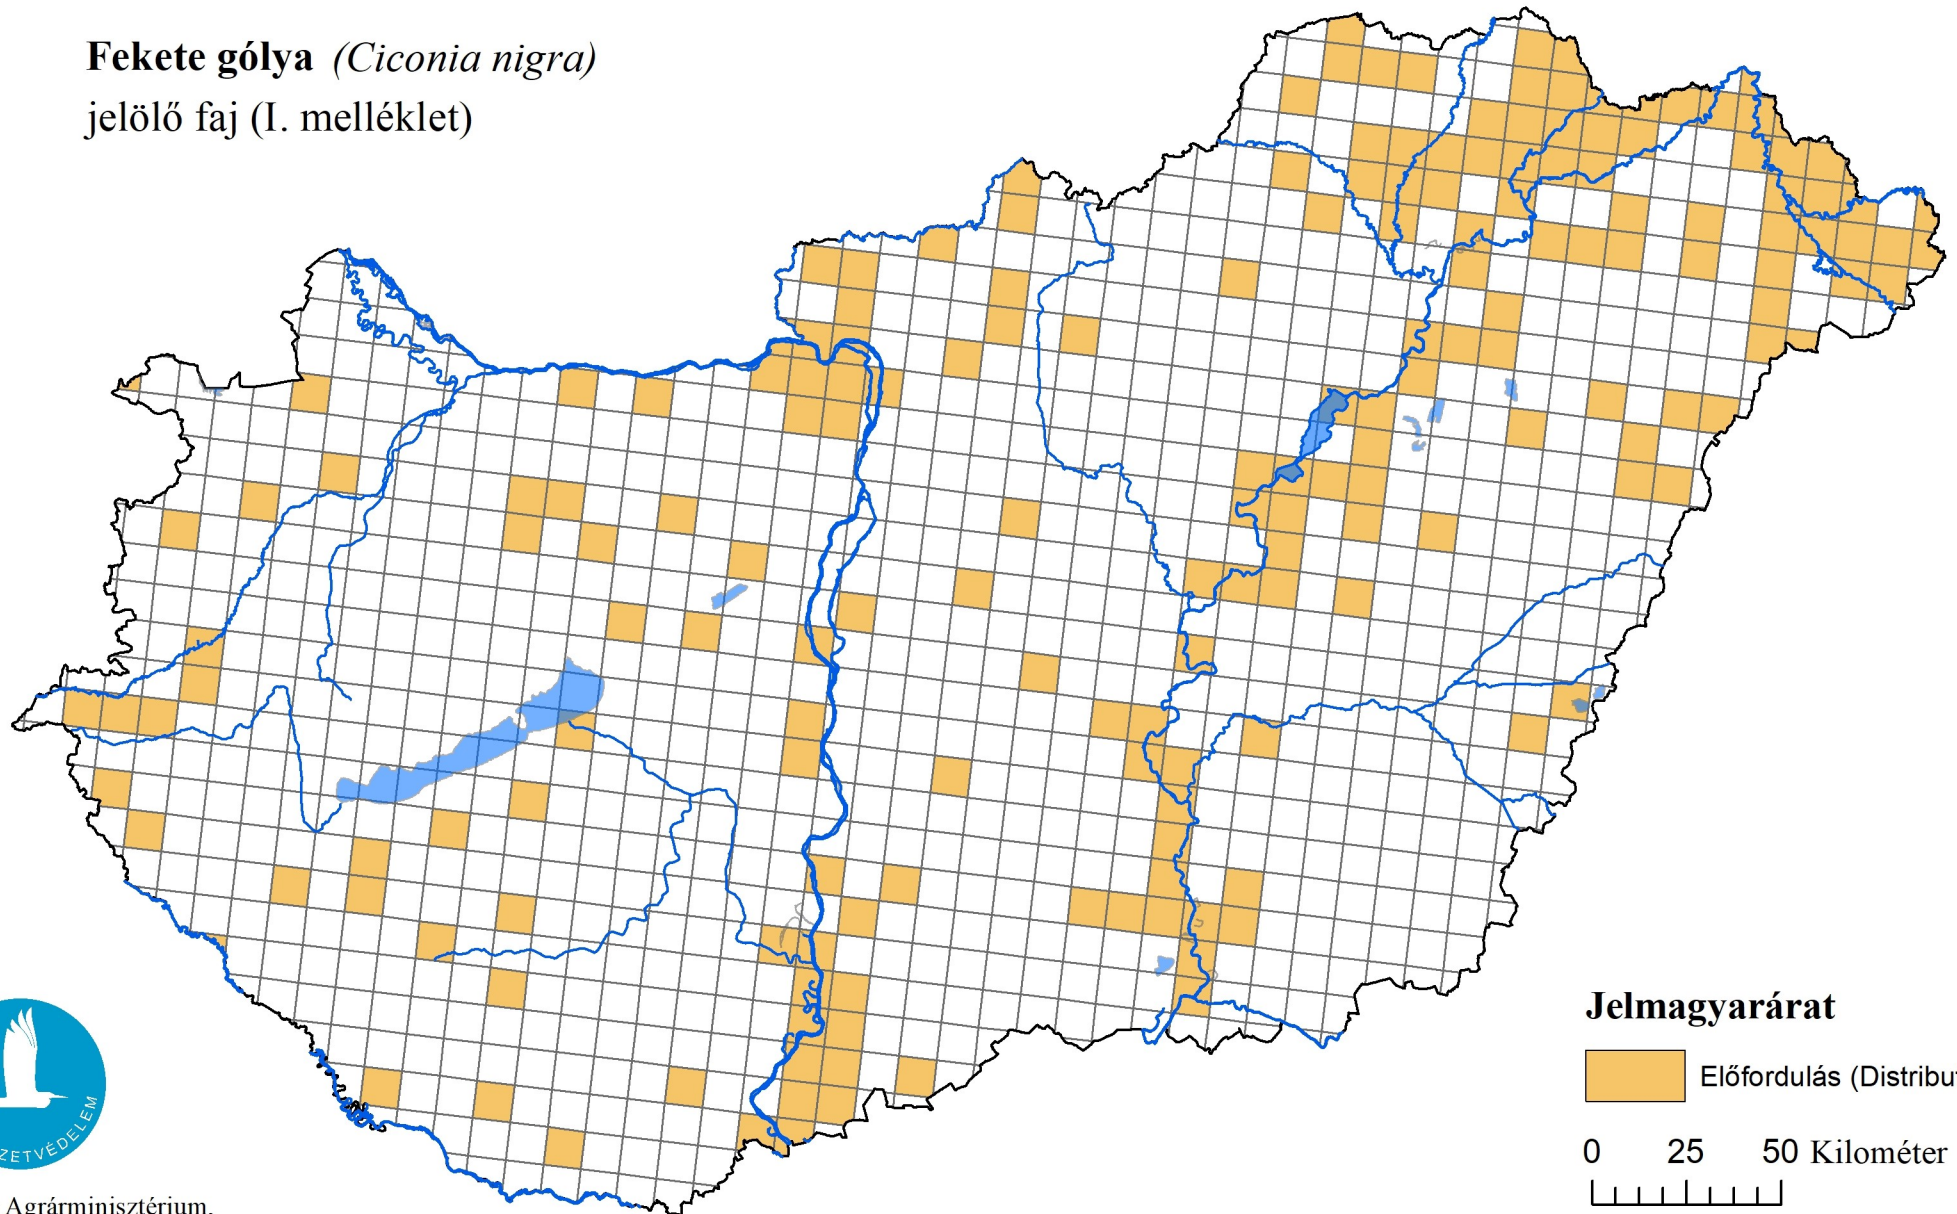 Fekete gólya (Ciconia nigra)
jelölő faj (I. melléklet)
Jelmagyarárat
Előfordulás (Distribu
0 25 50 Kilométer
ZETVÉDELEM
Agrárminisztérium,